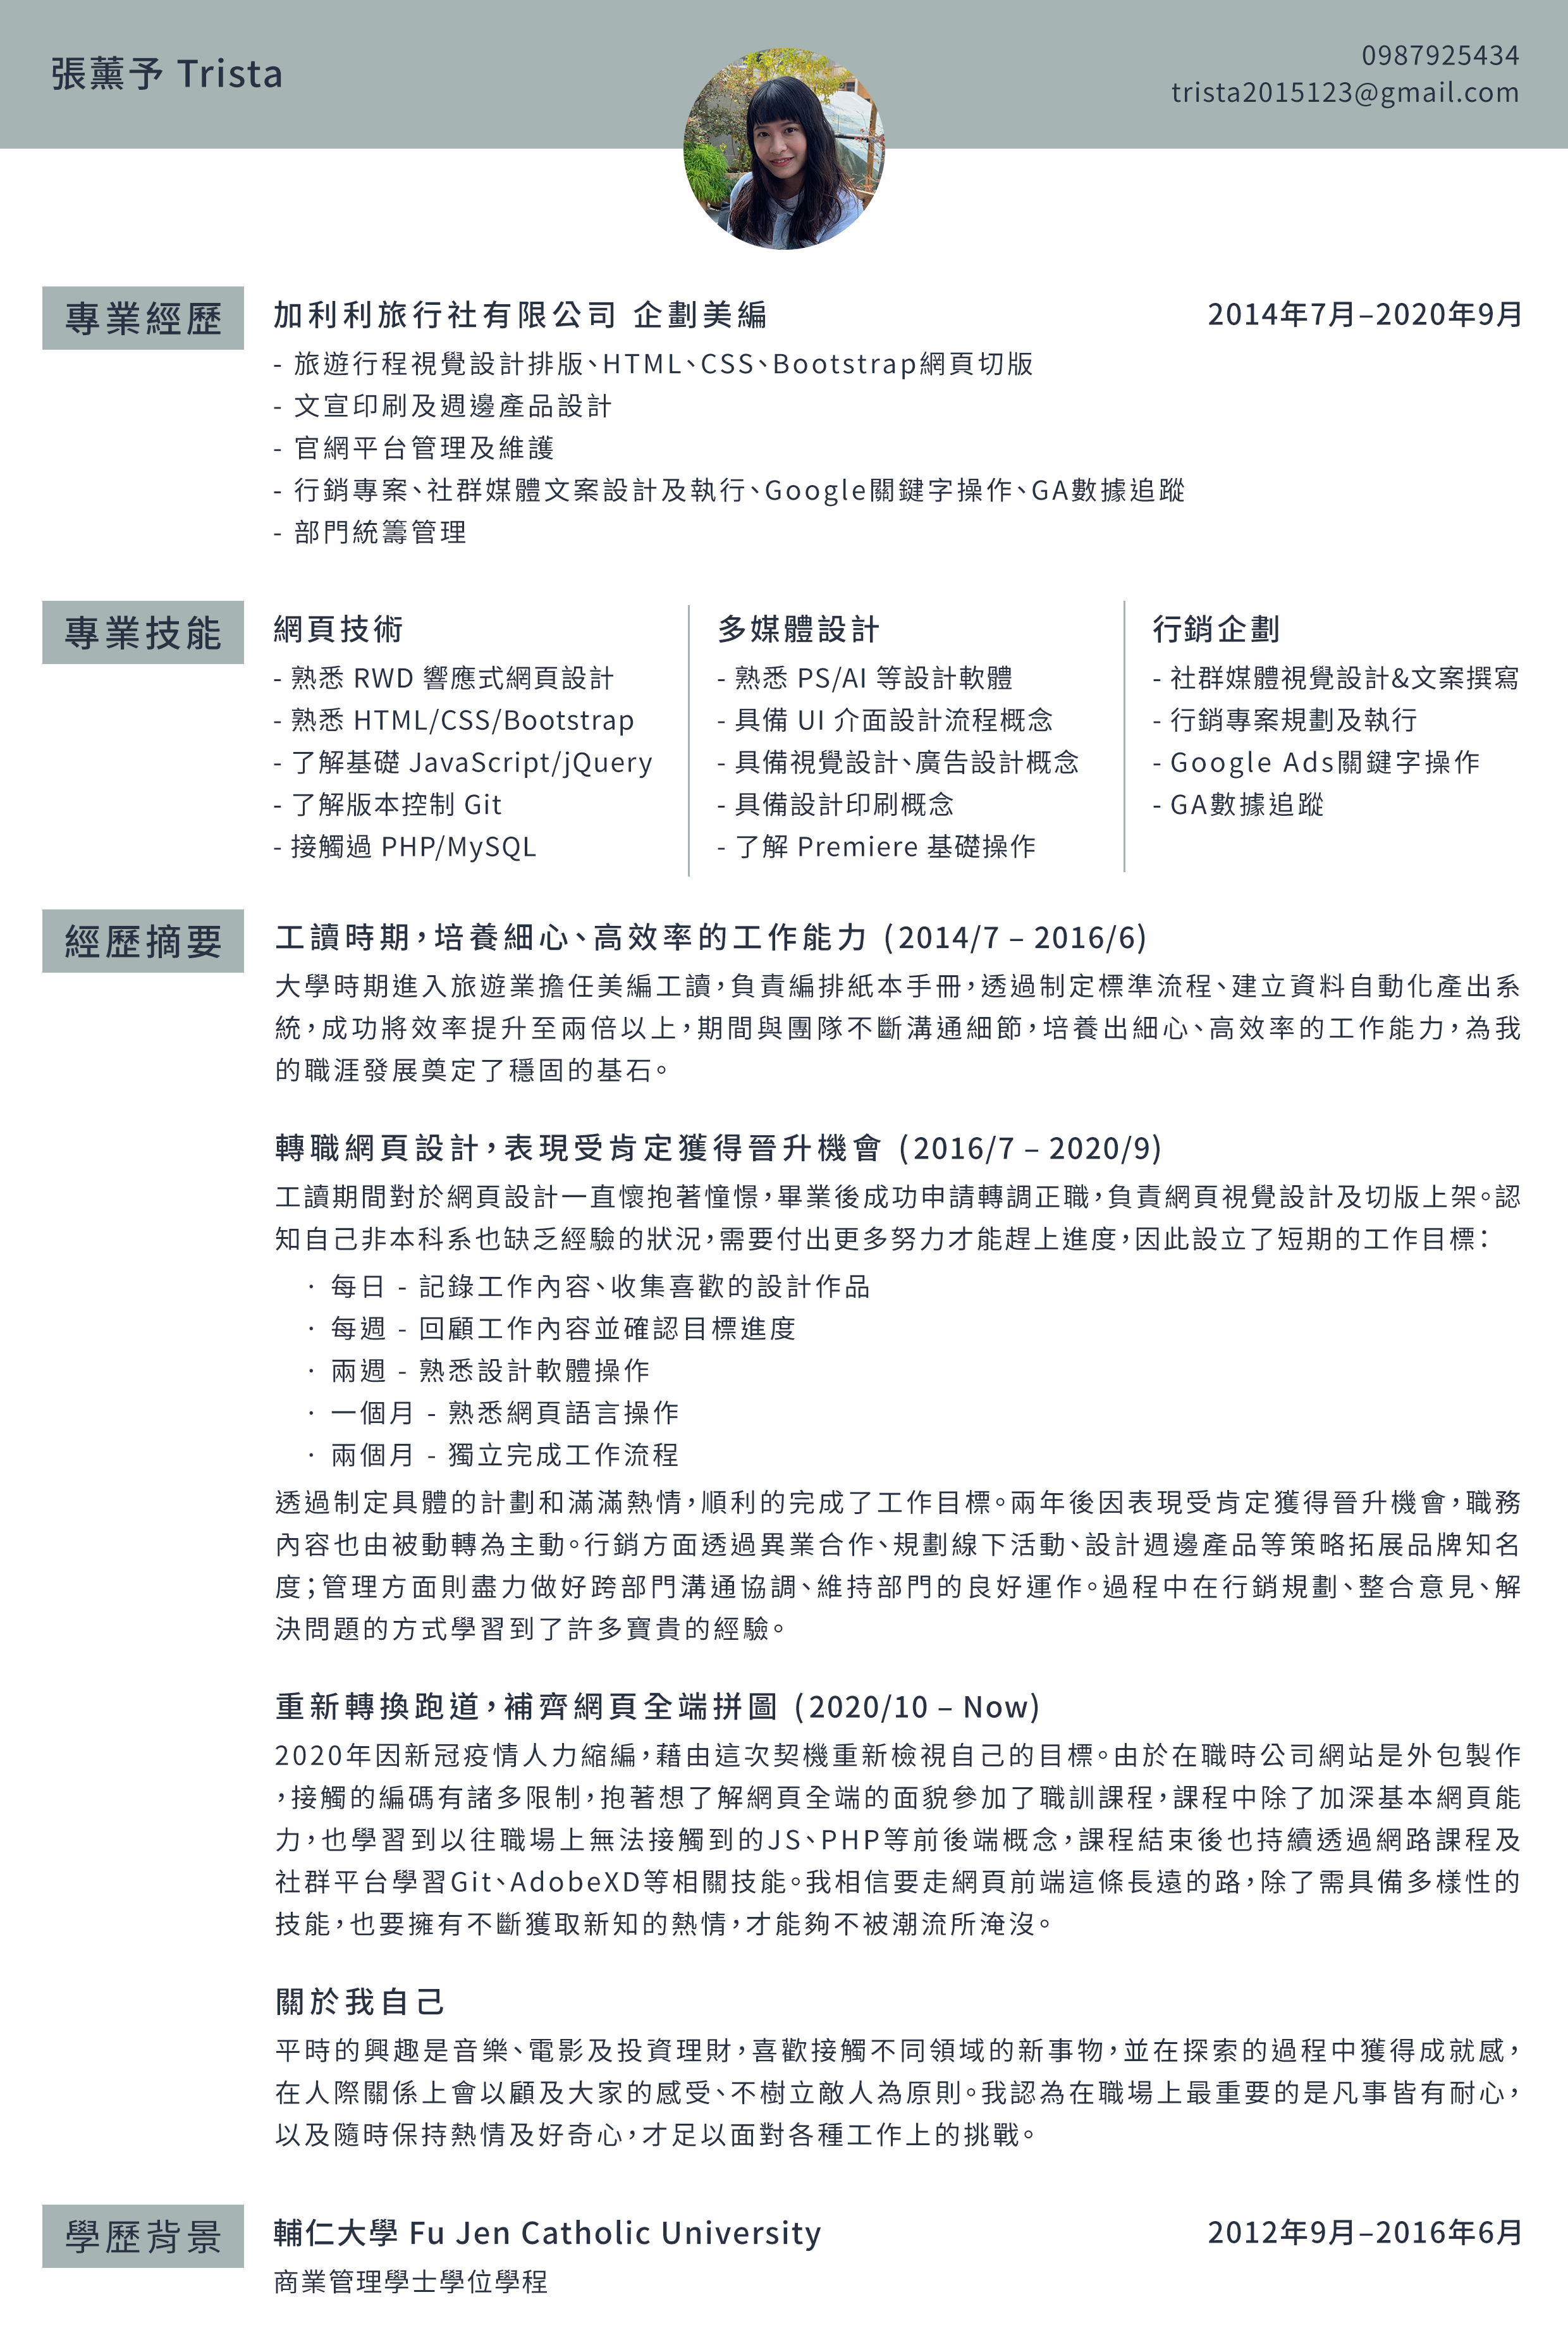 張薰予 Trista
0987925434
trista2015123@gmail.com
專業經歷
加利利旅行社有限公司 企劃美編
2014年7月–2020年9月
- 旅遊行程視覺設計排版、HTML、CSS、Bootstrap網頁切版
- 文宣印刷及週邊產品設計
- 官網平台管理及維護
- 行銷專案、社群媒體文案設計及執行、Google關鍵字操作、GA數據追蹤
- 部門統籌管理
專業技能
網頁技術
- 熟悉 RWD 響應式網頁設計
- 熟悉 HTML/CSS/Bootstrap
- 了解基礎 JavaScript/jQuery
- 了解版本控制 Git
- 接觸過 PHP/MySQL
多媒體設計
- 熟悉 PS/AI 等設計軟體
- 具備 UI 介面設計流程概念
- 具備視覺設計、廣告設計概念
- 具備設計印刷概念
- 了解 Premiere 基礎操作
行銷企劃
- 社群媒體視覺設計&文案撰寫
- 行銷專案規劃及執行
- Google Ads關鍵字操作
- GA數據追蹤
經歷摘要
工讀時期，培養細心、高效率的工作能力 (2014/7 – 2016/6)
大學時期進入旅遊業擔任美編工讀，負責編排紙本手冊，透過制定標準流程、建立資料自動化產出系
統，成功將效率提升至兩倍以上，期間與團隊不斷溝通細節，培養出細心、高效率的工作能力，為我
的職涯發展奠定了穩固的基石。
轉職網頁設計，表現受肯定獲得晉升機會 (2016/7 – 2020/9)
工讀期間對於網頁設計一直懷抱著憧憬，畢業後成功申請轉調正職，負責網頁視覺設計及切版上架。認
知自己非本科系也缺乏經驗的狀況，需要付出更多努力才能趕上進度，因此設立了短期的工作目標：
· 每日 - 記錄工作內容、收集喜歡的設計作品
· 每週 - 回顧工作內容並確認目標進度
· 兩週 - 熟悉設計軟體操作
· 一個月 - 熟悉網頁語言操作
· 兩個月 - 獨立完成工作流程
透過制定具體的計劃和滿滿熱情，順利的完成了工作目標。兩年後因表現受肯定獲得晉升機會，職務
內容也由被動轉為主動。行銷方面透過異業合作、規劃線下活動、設計週邊產品等策略拓展品牌知名
度；管理方面則盡力做好跨部門溝通協調、維持部門的良好運作。過程中在行銷規劃、整合意見、解
決問題的方式學習到了許多寶貴的經驗。
重新轉換跑道，補齊網頁全端拼圖 (2020/10 – Now)
2020年因新冠疫情人力縮編，藉由這次契機重新檢視自己的目標。由於在職時公司網站是外包製作
，接觸的編碼有諸多限制，抱著想了解網頁全端的面貌參加了職訓課程，課程中除了加深基本網頁能
力，也學習到以往職場上無法接觸到的JS、PHP等前後端概念，課程結束後也持續透過網路課程及
社群平台學習Git、AdobeXD等相關技能。我相信要走網頁前端這條長遠的路，除了需具備多樣性的
技能，也要擁有不斷獲取新知的熱情，才能夠不被潮流所淹沒。
關於我自己
平時的興趣是音樂、電影及投資理財，喜歡接觸不同領域的新事物，並在探索的過程中獲得成就感，
在人際關係上會以顧及大家的感受、不樹立敵人為原則。我認為在職場上最重要的是凡事皆有耐心，
以及隨時保持熱情及好奇心，才足以面對各種工作上的挑戰。
學歷背景
輔仁大學 Fu Jen Catholic University
2012年9月–2016年6月
商業管理學士學位學程